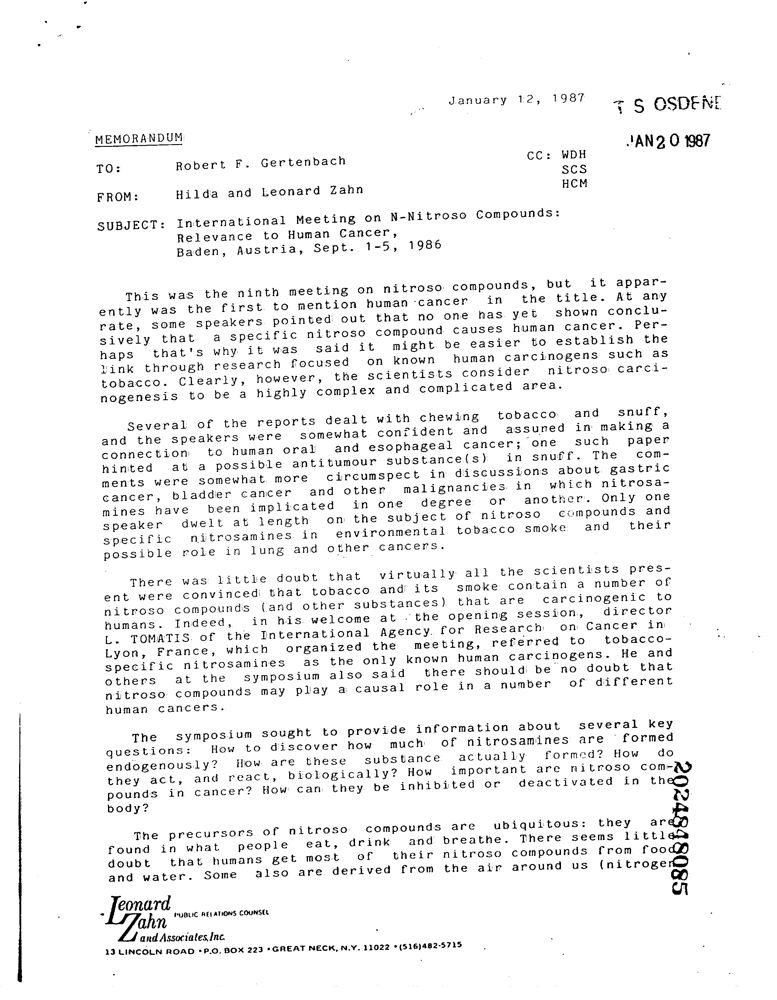 January 12, 1987
T S OSDENE
JAN 20 1987
MEMORANDUM
TO: Robert F. Gertenbach
CC: WDH
SCS
HCM
FROM: Hilda and Leonard Zahn
SUBJECT: International Meeting on N-Nitroso Compounds:
Relevance to Human Cancer,
Baden, Austria, Sept. 1-5, 1986
This was the ninth meeting on nitroso compounds, but it appar-
ently was the first to mention human cancer in the title. At any
rate, some speakers pointed out that no one has yet shown conclu-
sively that a specific nitroso compound causes human cancer. Per-
haps that's why it was said it might be easier to establish the
link through research focused on known human carcinogens such as
tobacco. Clearly, however, the scientists consider nitroso carci-
nogenesis to be a highly complex and complicated area.
Several of the reports dealt with chewing tobacco and snuff,
and the speakers were somewhat confident and assured in making a
connection to human oral and esophageal cancer; one such paper
hinted at a possible antitumour substance(s) in snuff. The com-
ments were somewhat more circumspect in discussions about gastric
cancer, bladder cancer and other malignancies in which nitrosa-
mines have been implicated in one degree or another. Only one
speaker dwelt at length on the subject of nitroso compounds and
specific nitrosamines in environmental tobacco smoke and their
possible role in lung and other cancers.
There was little doubt that virtually all the scientists pres-
ent were convinced that tobacco and its smoke contain a number of
nitroso compounds (and other substances) that are carcinogenic to
humans. Indeed, in his welcome at the opening session, director
L. TOMATIS of the International Agency for Research on Cancer in
Lyon, France, which organized the meeting, referred to tobacco-
specific nitrosamines as the only known human carcinogens. He and
others at the symposium also said there should be no doubt that
nitroso compounds may play a causal role in a number of different
human cancers.
The symposium sought to provide information about several key
questions: How to discover how much of nitrosamines are formed
endogenously? How are these substance actually formed? How do
they act, and react, biologically? How important are nitroso com-
pounds in cancer? How can they be inhibited or deactivated in the
body?
The precursors of nitroso compounds are ubiquitous: they are
found in what people eat, drink and breathe. There seems little
doubt that humans get most of their nitroso compounds from food
and water. Some also are derived from the air around us (nitrogen
2024848085
Leonard
Zahn PUBLIC RELATIONS COUNSEL
and Associates, Inc.
13 LINCOLN ROAD • P.O. BOX 223 • GREAT NECK, N.Y. 11022 • (516) 482-5715